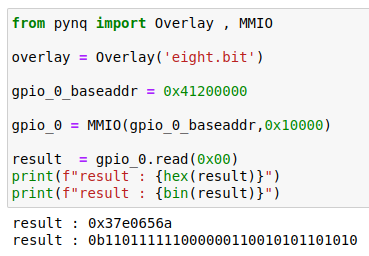 from pynq import Overlay , MMIO
overlay = Overlay('eight.bit')
gpio_0_baseaddr = 0x41200000
gpio_0 = MMIO(gpio_0_baseaddr,0x10000)
result  = gpio_0.read(0x00)
print(f"result : {hex(result)}")
print(f"result : {bin(result)}")
result : 0x37e0656a
result : 0b110111111000000110010101101010